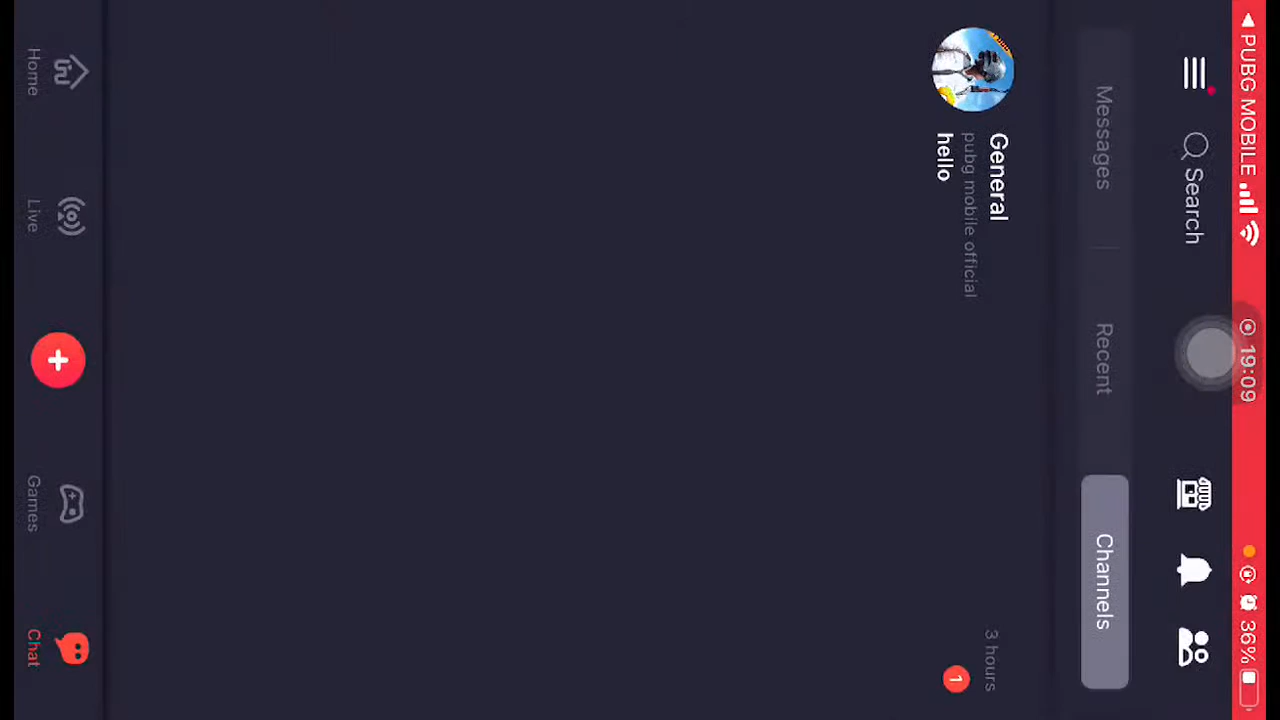 PUBG MOBILE 19:09 36%
Search
Messages Recent Channels
General 3 hours
pubg mobile official
hello 1
Home Live Games Chat